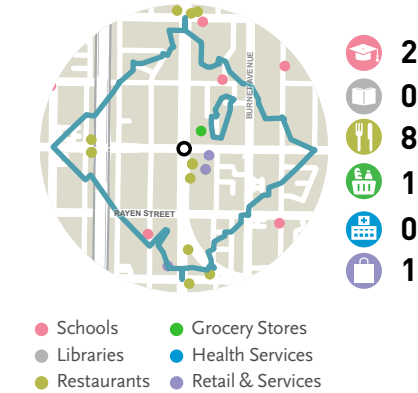 BURNET AVENUE
2
0
8
1
0
1
RAYEN STREET
Schools
Libraries
Restaurants
Grocery Stores
Health Services
Retail & Services